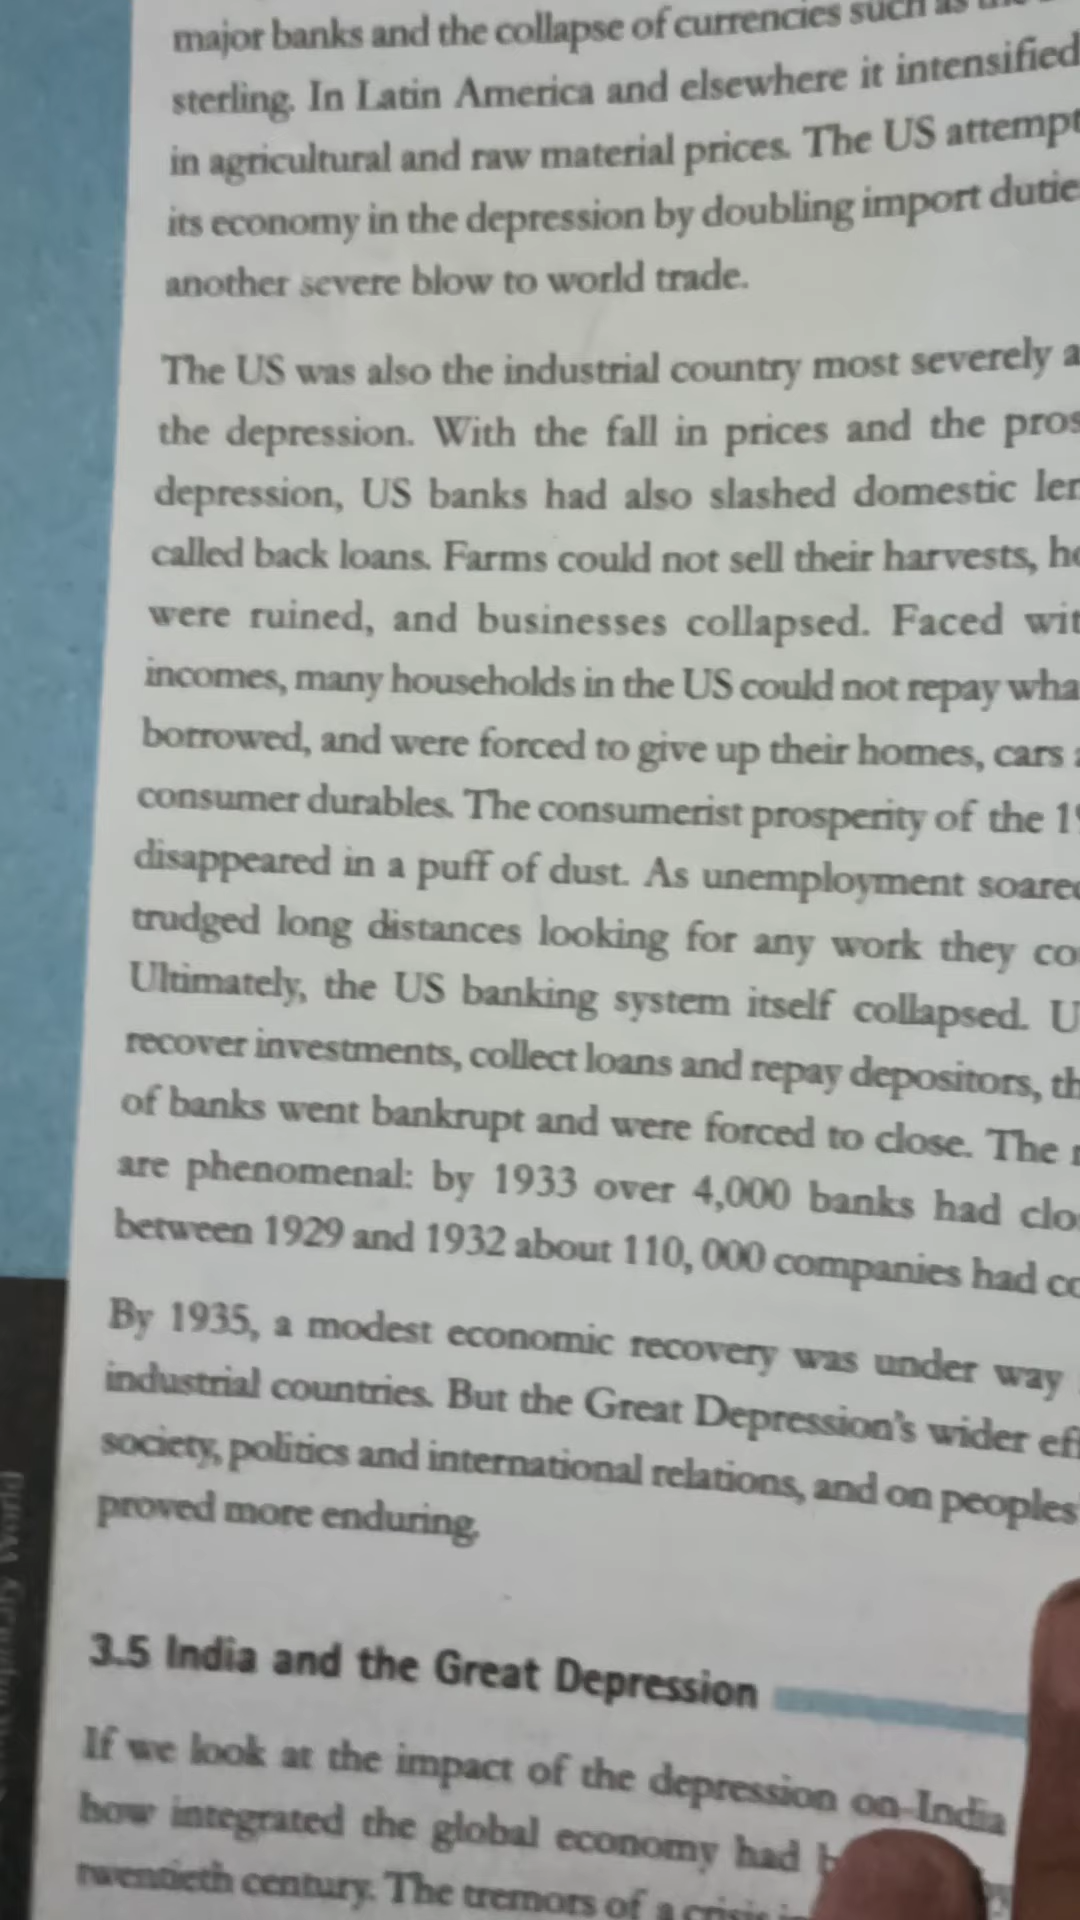 major banks and the collapse of currencies such as
sterling. In Latin America and elsewhere it intensified
in agricultural and raw material prices. The US attempt
its economy in the depression by doubling import dutie
another severe blow to world trade.
The US was also the industrial country most severely a
the depression. With the fall in prices and the pros
depression, US banks had also slashed domestic len
called back loans. Farms could not sell their harvests, ho
were ruined, and businesses collapsed. Faced wit
incomes, many households in the US could not repay wha
borrowed, and were forced to give up their homes, cars
consumer durables. The consumerist prosperity of the 19
disappeared in a puff of dust. As unemployment soared
trudged long distances looking for any work they co
Ultimately, the US banking system itself collapsed. U
recover investments, collect loans and repay depositors, th
of banks went bankrupt and were forced to close. The
are phenomenal: by 1933 over 4,000 banks had clo
between 1929 and 1932 about 110, 000 companies had co
By 1935, a modest economic recovery was under way
industrial countries. But the Great Depression's wider eff
society, politics and international relations, and on peoples'
proved more enduring.
3.5 India and the Great Depression
If we look at the impact of the depression on India
how integrated the global economy had
twentieth century. The tremors of a crisis
World